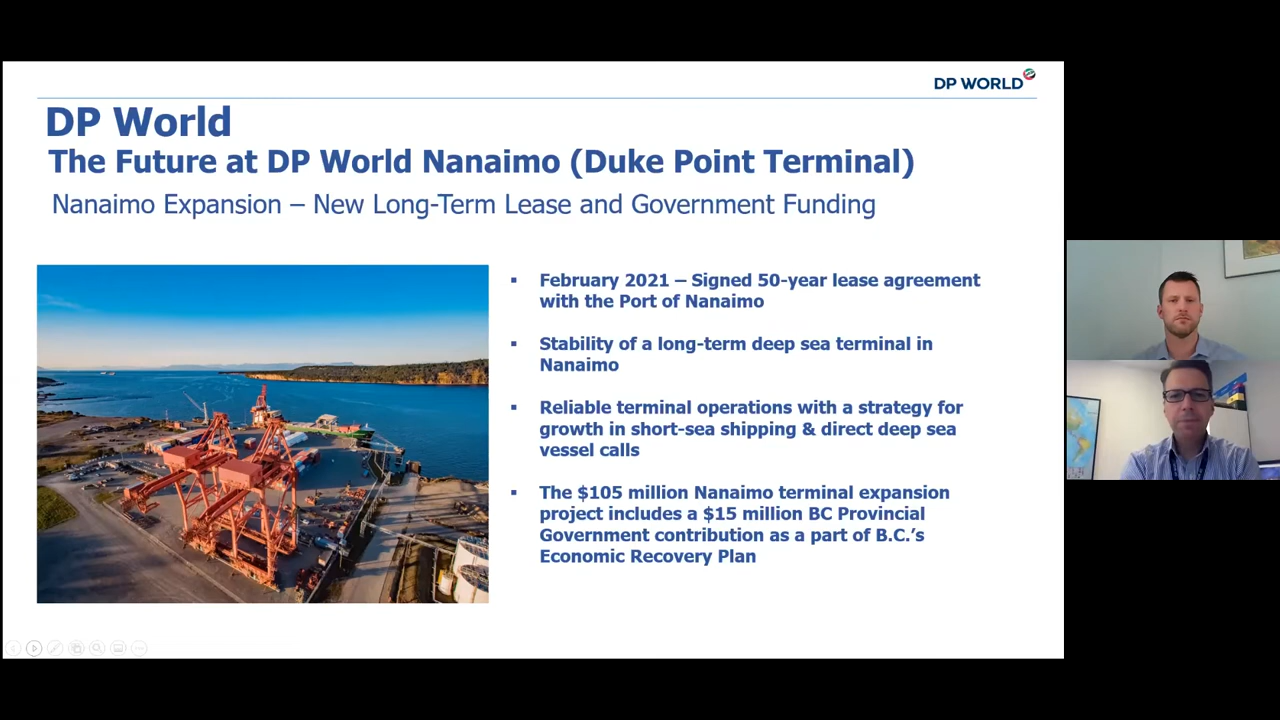 DP WORLD
DP World
The Future at DP World Nanaimo (Duke Point Terminal)
Nanaimo Expansion – New Long-Term Lease and Government Funding
▪ February 2021 – Signed 50-year lease agreement
with the Port of Nanaimo
▪ Stability of a long-term deep sea terminal in
Nanaimo
▪ Reliable terminal operations with a strategy for
growth in short-sea shipping & direct deep sea
vessel calls
▪ The $105 million Nanaimo terminal expansion
project includes a $15 million BC Provincial
Government contribution as a part of B.C.’s
Economic Recovery Plan